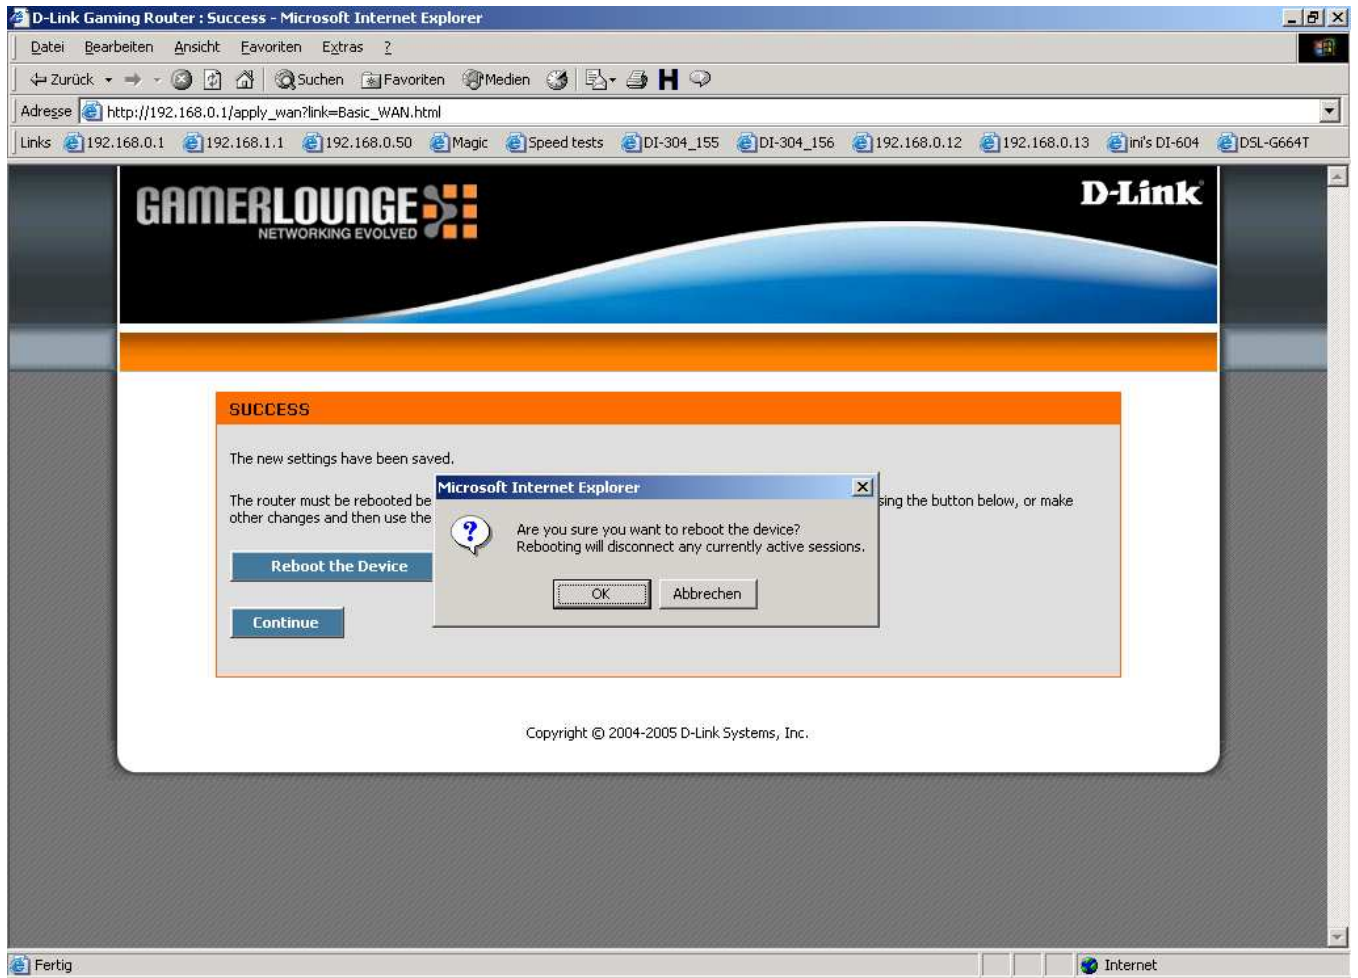 D-Link Gaming Router : Success - Microsoft Internet Explorer
Datei Bearbeiten Ansicht Favoriten Extras ?
Zurück Suchen Favoriten Medien H
Adresse http://192.168.0.1/apply_wan?link=Basic_WAN.html
Links 192.168.0.1 192.168.1.1 192.168.0.50 Magic Speed tests DI-304_155 DI-304_156 192.168.0.12 192.168.0.13 ini's DI-604 DSL-G664T
GAMERLOUNGE
NETWORKING EVOLVED
D-Link
SUCCESS
The new settings have been saved.
The router must be rebooted be sing the button below, or make
other changes and then use the
Microsoft Internet Explorer
Are you sure you want to reboot the device?
Rebooting will disconnect any currently active sessions.
OK Abbrechen
Reboot the Device
Continue
Copyright © 2004-2005 D-Link Systems, Inc.
Fertig Internet